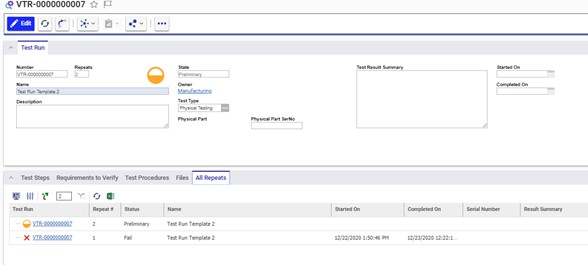 VTR-0000000007
Edit
Test Run
Number Repeats State Test Result Summary Started On
VTR-0000000007 2 Preliminary
Name Owner Completed On
Test Run Template 2 Manufacturing
Description Test Type
Physical Testing
Physical Part Physical Part SerNo
Test Steps Requirements to Verify Test Procedures Files All Repeats
2
Test Run Repeat # Status Name Started On Completed On Serial Number Result Summary
VTR-0000000007 2 Preliminary Test Run Template 2
VTR-0000000007 1 Fail Test Run Template 2 12/22/2020 1:50:46 PM 12/23/2020 12:22:1...